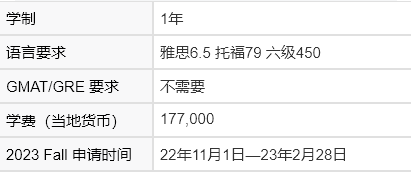 学制 1年
语言要求 雅思6.5 托福79 六级450
GMAT/GRE 要求 不需要
学费（当地货币） 177,000
2023 Fall 申请时间 22年11月1日—23年2月28日